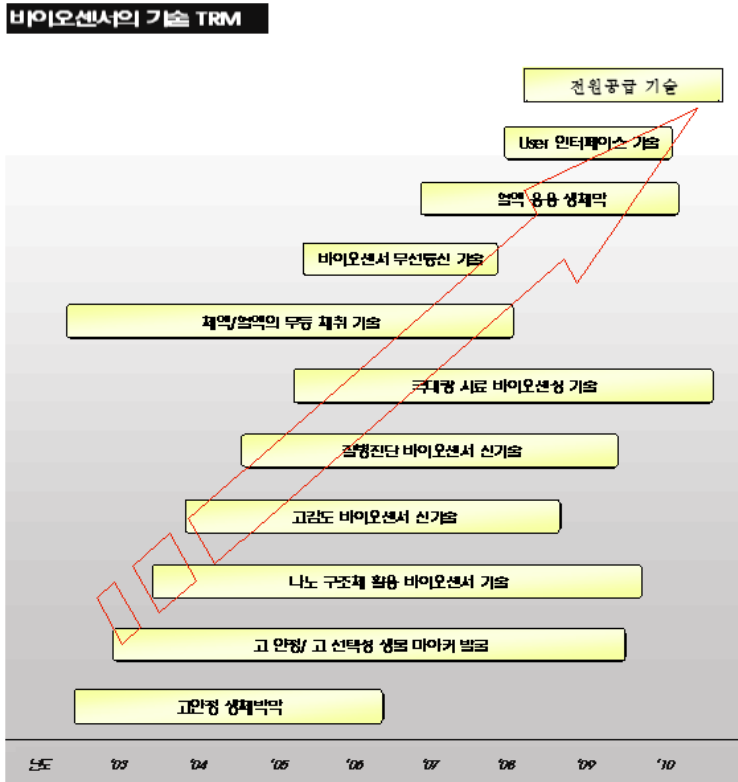 바이오센서의 기술 TRM
전원공급 기술
User 인터페이스 기술
혈액 응용 생체막
바이오센서 무선통신 기술
체액/혈액의 무통 채취 기술
극대량 시료 바이오센싱 기술
질병진단 바이오센서 신기술
고감도 바이오센서 신기술
나노 구조체 활용 바이오센서 기술
고 안정/ 고 선택성 생물 마이커 발굴
고안정 생체박막
년도 '03 '04 '05 '06 '07 '08 '09 '10